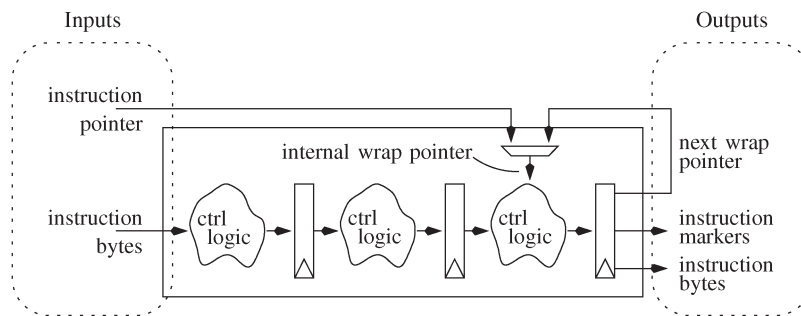 Inputs
Outputs
instruction
pointer
internal wrap pointer
next wrap
pointer
instruction
bytes
ctrl
logic
ctrl
logic
ctrl
logic
instruction
markers
instruction
bytes